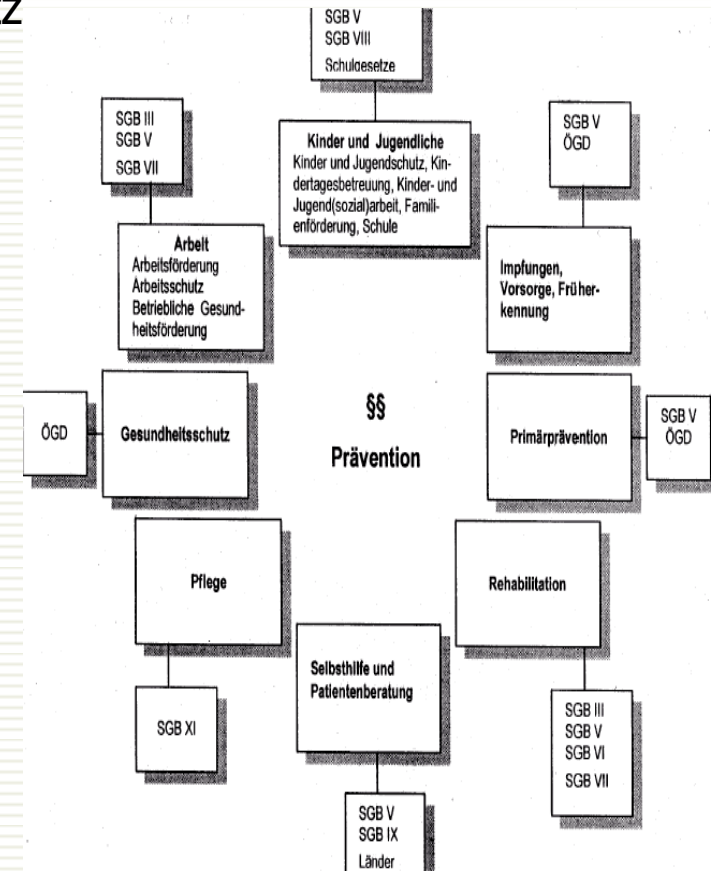 tz
SGB V
SGB VIII
Schulgesetze
Kinder und Jugendliche
Kinder und Jugendschutz, Kin-
dertagesbetreuung, Kinder- und
Jugend(sozial)arbeit, Famili-
enförderung, Schule
SGB III
SGB V
SGB VII
Arbeit
Arbeitsförderung
Arbeitsschutz
Betriebliche Gesund-
heitsförderung
SGB V
ÖGD
Impfungen,
Vorsorge, Früher-
kennung
ÖGD
Gesundheitsschutz
§§
Prävention
Primärprävention
SGB V
ÖGD
Pflege
SGB XI
Selbsthilfe und
Patientenberatung
SGB V
SGB IX
Länder
Rehabilitation
SGB III
SGB V
SGB VI
SGB VII